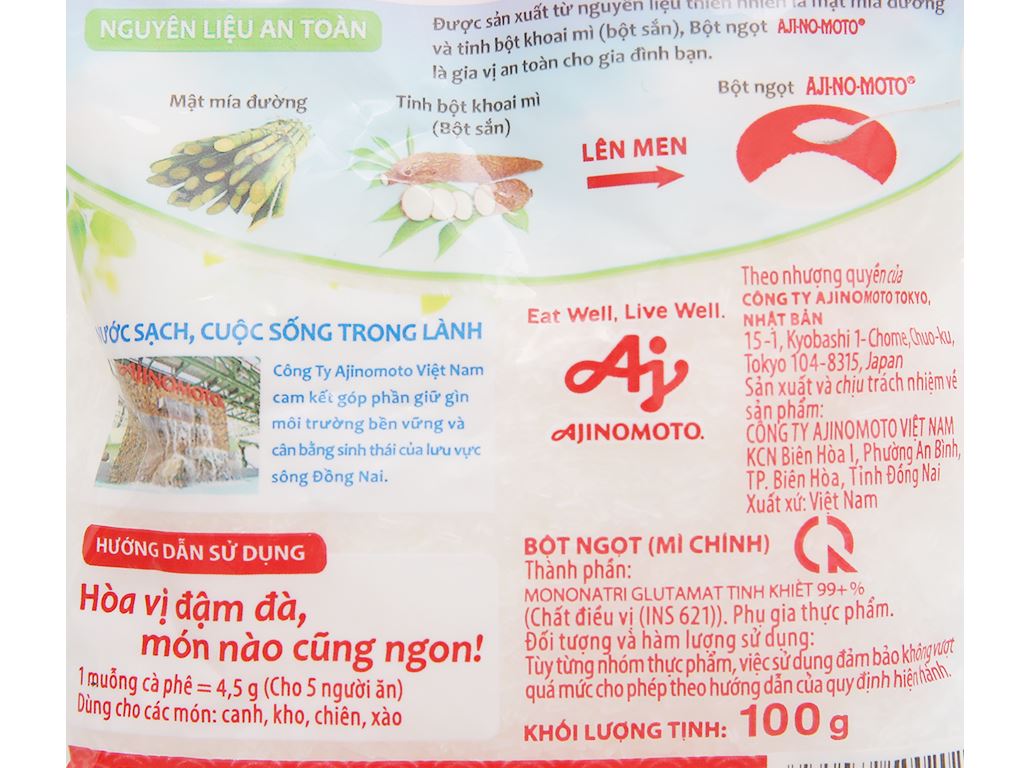 NGUYÊN LIỆU AN TOÀN
Được sản xuất từ nguyên liệu thiên nhiên là mật mía đường
và tinh bột khoai mì (bột sắn), Bột ngọt AJI-NO-MOTO®
là gia vị an toàn cho gia đình bạn.
Mật mía đường
Tinh bột khoai mì
(Bột sắn)
LÊN MEN
Bột ngọt AJI-NO-MOTO®
ƯỚC SẠCH, CUỘC SỐNG TRONG LÀNH
AJINOMOTO
Công Ty Ajinomoto Việt Nam
cam kết góp phần giữ gìn
môi trường bền vững và
cân bằng sinh thái của lưu vực
sông Đồng Nai.
Eat Well, Live Well.
Aj
AJINOMOTO.
Theo nhượng quyền của
CÔNG TY AJINOMOTO TOKYO,
NHẬT BẢN
15-1, Kyobashi 1-Chome,Chuo-ku,
Tokyo 104-8315, Japan
Sản xuất và chịu trách nhiệm về
sản phẩm:
CÔNG TY AJINOMOTO VIỆT NAM
KCN Biên Hòa I, Phường An Bình,
TP. Biên Hòa, Tỉnh Đồng Nai
Xuất xứ: Việt Nam
HƯỚNG DẪN SỬ DỤNG
Hòa vị đậm đà,
món nào cũng ngon!
1 muỗng cà phê = 4,5 g (Cho 5 người ăn)
Dùng cho các món: canh, kho, chiên, xào
BỘT NGỌT (MÌ CHÍNH)
Thành phần:
MONONATRI GLUTAMAT TINH KHIẾT 99+ %
(Chất điều vị (INS 621)). Phụ gia thực phẩm.
Đối tượng và hàm lượng sử dụng:
Tùy từng nhóm thực phẩm, việc sử dụng đảm bảo không vượt
quá mức cho phép theo hướng dẫn của quy định hiện hành.
KHỐI LƯỢNG TỊNH: 100 g